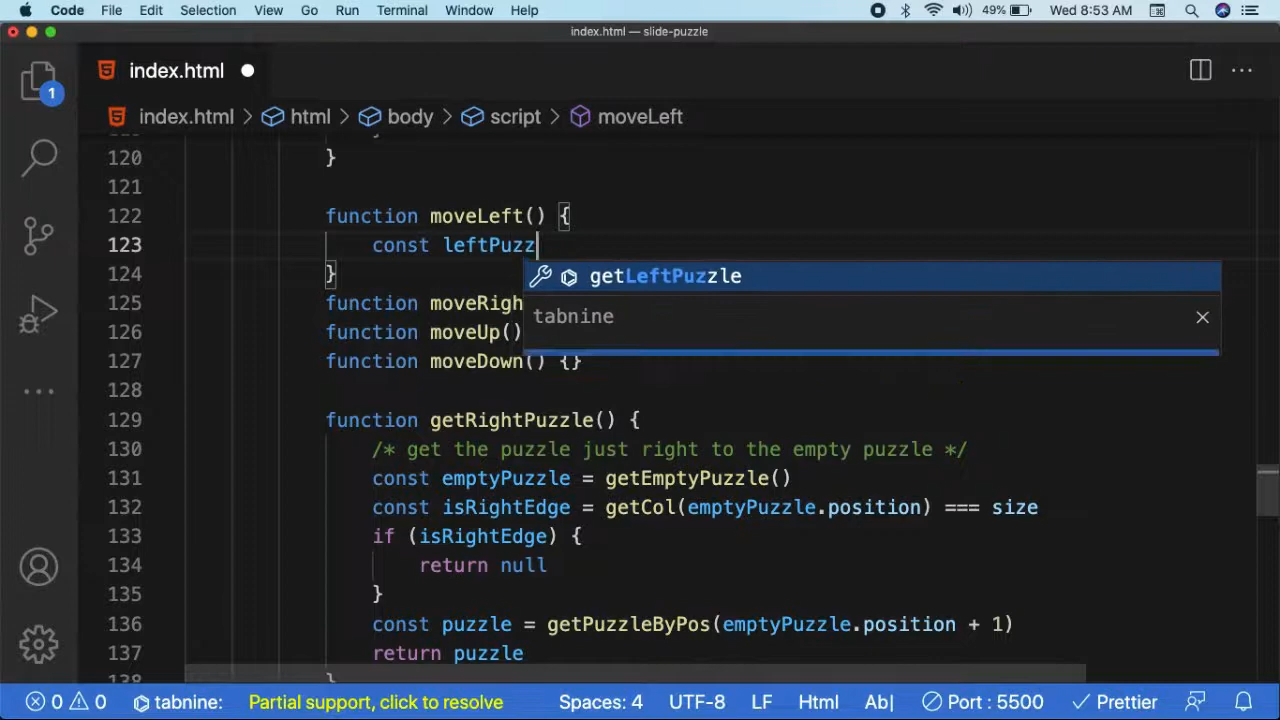 Code File Edit Selection View Go Run Terminal Window Help 49% Wed 8:53 AM
index.html — slide-puzzle
index.html
1
index.html > html > body > script > moveLeft
120 }
121
122 function moveLeft() {
123 const leftPuzz
getLeftPuzzle
tabnine
124 }
125 function moveRigh
126 function moveUp()
127 function moveDown() {}
128
129 function getRightPuzzle() {
130 /* get the puzzle just right to the empty puzzle */
131 const emptyPuzzle = getEmptyPuzzle()
132 const isRightEdge = getCol(emptyPuzzle.position) === size
133 if (isRightEdge) {
134 return null
135 }
136 const puzzle = getPuzzleByPos(emptyPuzzle.position + 1)
137 return puzzle
138 }
0 0 tabnine: Partial support, click to resolve Spaces: 4 UTF-8 LF Html Ab| Port : 5500 Prettier